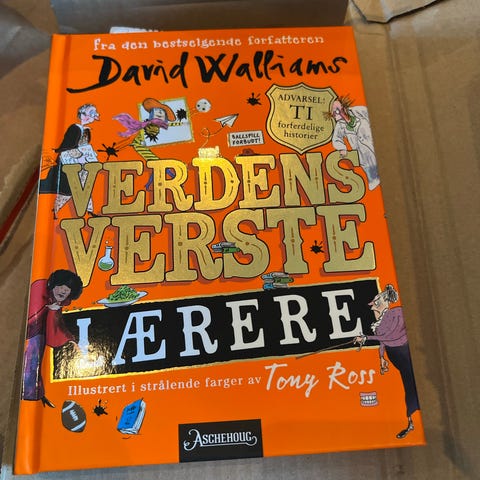 fra den bestselgende forfatteren
David Walliams
ADVARSEL!
TI
forferdelige
historier
BALLSPILL
FORBUDT!
VERDENS
VERSTE
LÆRERE
Illustrert i strålende farger av Tony Ross
ASCHEHOUG